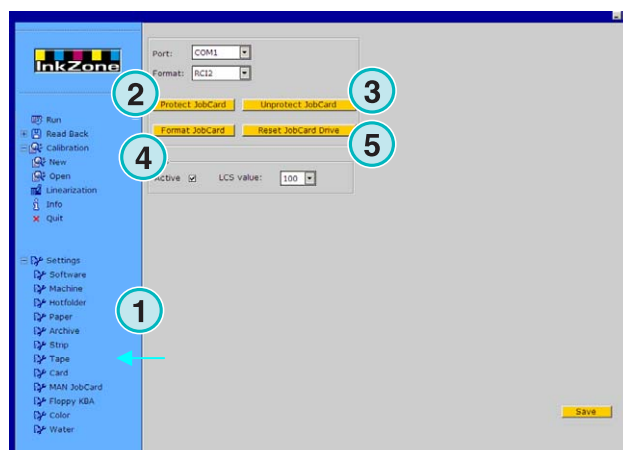 InkZone
Port: COM1
Format: RCI2
2
3
Protect JobCard Unprotect JobCard
Format JobCard Reset JobCard Drive
4
5
Active LCS value: 100
Run
Read Back
Calibration
New
Open
Linearization
Info
Quit
Settings
Software
Machine
Hotfolder
1
Paper
Archive
Strip
Tape
Card
MAN JobCard
Floppy KBA
Color
Water
Save